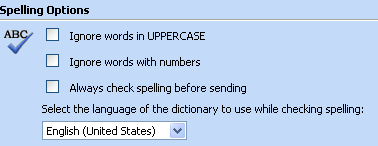 Spelling Options
ABC
Ignore words in UPPERCASE
Ignore words with numbers
Always check spelling before sending
Select the language of the dictionary to use while checking spelling:
English (United States)